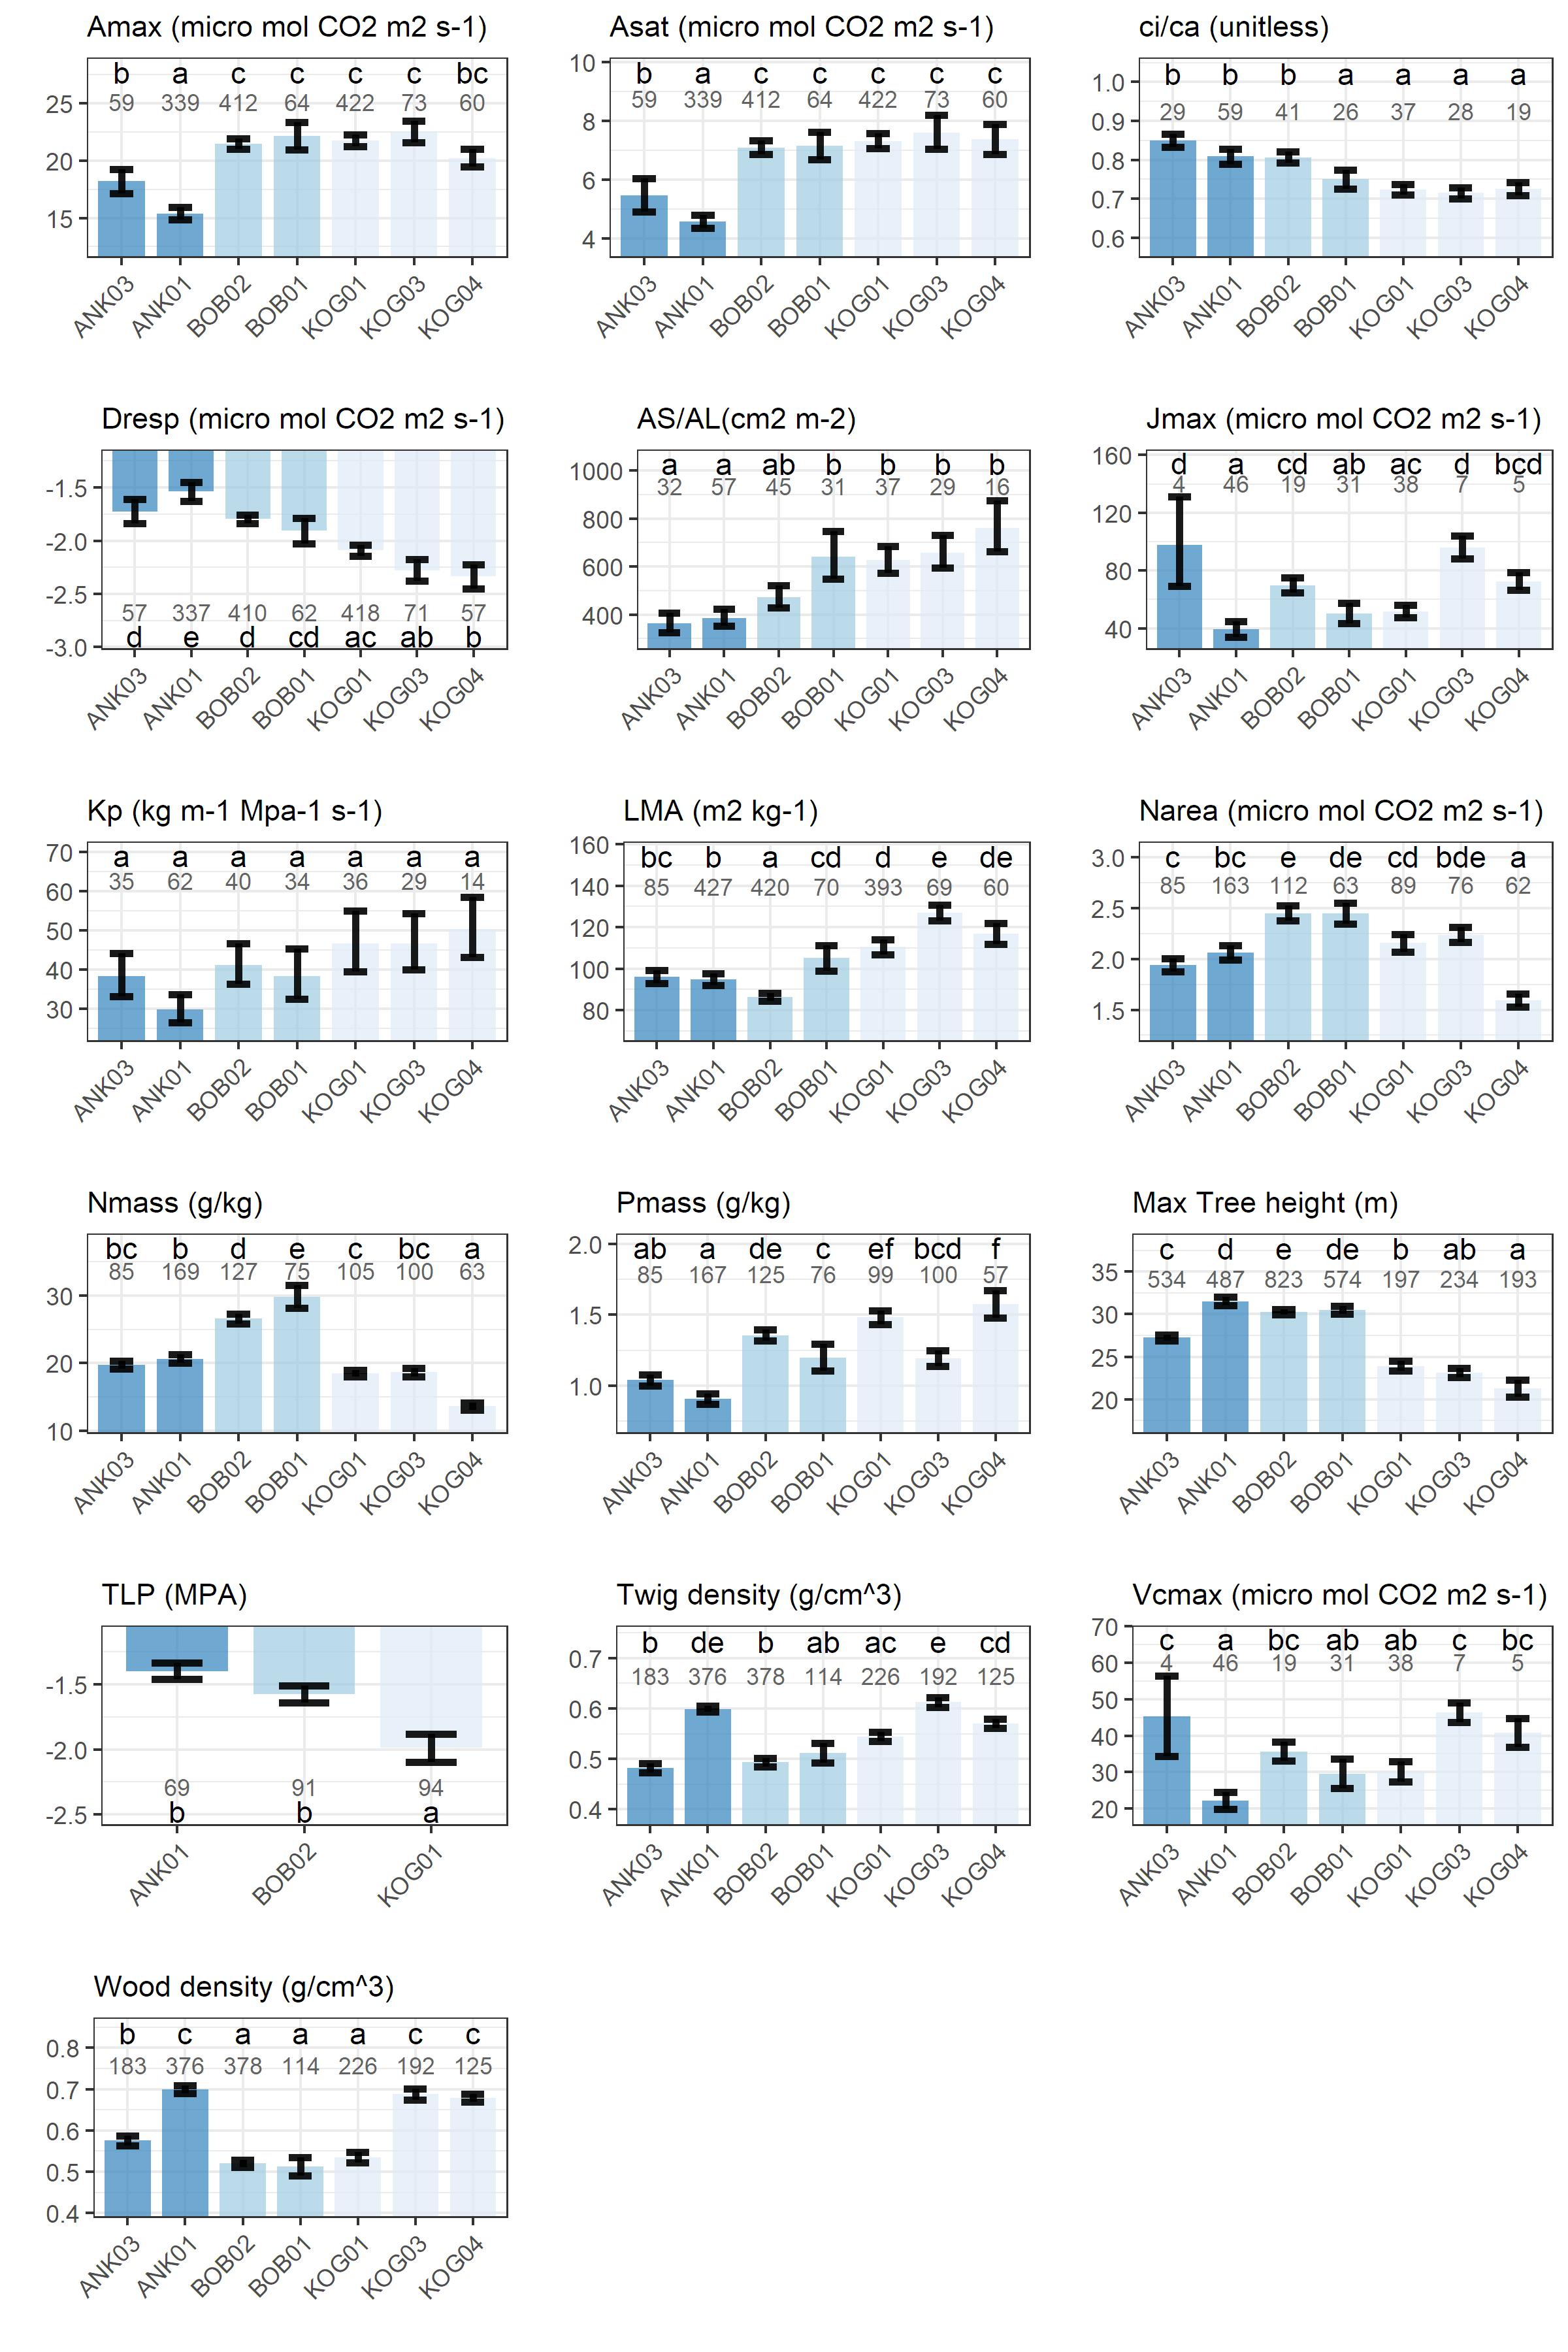 Amax (micro mol CO2 m2 s-1)
b a c c c c bc
59 339 412 64 422 73 60
25
20
15
ANK03 ANK01 BOB02 BOB01 KOG01 KOG03 KOG04
Asat (micro mol CO2 m2 s-1)
10
b a c c c c c
59 339 412 64 422 73 60
8
6
4
ANK03 ANK01 BOB02 BOB01 KOG01 KOG03 KOG04
ci/ca (unitless)
1.0
b b b a a a a
29 59 41 26 37 28 19
0.9
0.8
0.7
0.6
ANK03 ANK01 BOB02 BOB01 KOG01 KOG03 KOG04
Dresp (micro mol CO2 m2 s-1)
-1.5
-2.0
-2.5
57 337 410 62 418 71 57
d e d cd ac ab b
-3.0
ANK03 ANK01 BOB02 BOB01 KOG01 KOG03 KOG04
AS/AL(cm2 m-2)
1000
a a ab b b b b
32 57 45 31 37 29 16
800
600
400
ANK03 ANK01 BOB02 BOB01 KOG01 KOG03 KOG04
Jmax (micro mol CO2 m2 s-1)
160
d a cd ab ac d bcd
4 46 19 31 38 7 5
120
80
40
ANK03 ANK01 BOB02 BOB01 KOG01 KOG03 KOG04
Kp (kg m-1 Mpa-1 s-1)
70
a a a a a a a
35 62 40 34 36 29 14
60
50
40
30
ANK03 ANK01 BOB02 BOB01 KOG01 KOG03 KOG04
LMA (m2 kg-1)
160
bc b a cd d e de
85 427 420 70 393 69 60
140
120
100
80
ANK03 ANK01 BOB02 BOB01 KOG01 KOG03 KOG04
Narea (micro mol CO2 m2 s-1)
3.0
c bc e de cd bde a
85 163 112 63 89 76 62
2.5
2.0
1.5
ANK03 ANK01 BOB02 BOB01 KOG01 KOG03 KOG04
Nmass (g/kg)
bc b d e c bc a
85 169 127 75 105 100 63
30
20
10
ANK03 ANK01 BOB02 BOB01 KOG01 KOG03 KOG04
Pmass (g/kg)
2.0
ab a de c ef bcd f
85 167 125 76 99 100 57
1.5
1.0
ANK03 ANK01 BOB02 BOB01 KOG01 KOG03 KOG04
Max Tree height (m)
c d e de b ab a
534 487 823 574 197 234 193
35
30
25
20
ANK03 ANK01 BOB02 BOB01 KOG01 KOG03 KOG04
TLP (MPA)
-1.5
-2.0
69 91 94
b b a
-2.5
ANK01 BOB02 KOG01
Twig density (g/cm^3)
b de b ab ac e cd
0.7
183 376 378 114 226 192 125
0.6
0.5
0.4
ANK03 ANK01 BOB02 BOB01 KOG01 KOG03 KOG04
Vcmax (micro mol CO2 m2 s-1)
70
c a bc ab ab c bc
4 46 19 31 38 7 5
60
50
40
30
20
ANK03 ANK01 BOB02 BOB01 KOG01 KOG03 KOG04
Wood density (g/cm^3)
b c a a a c c
0.8
183 376 378 114 226 192 125
0.7
0.6
0.5
0.4
ANK03 ANK01 BOB02 BOB01 KOG01 KOG03 KOG04